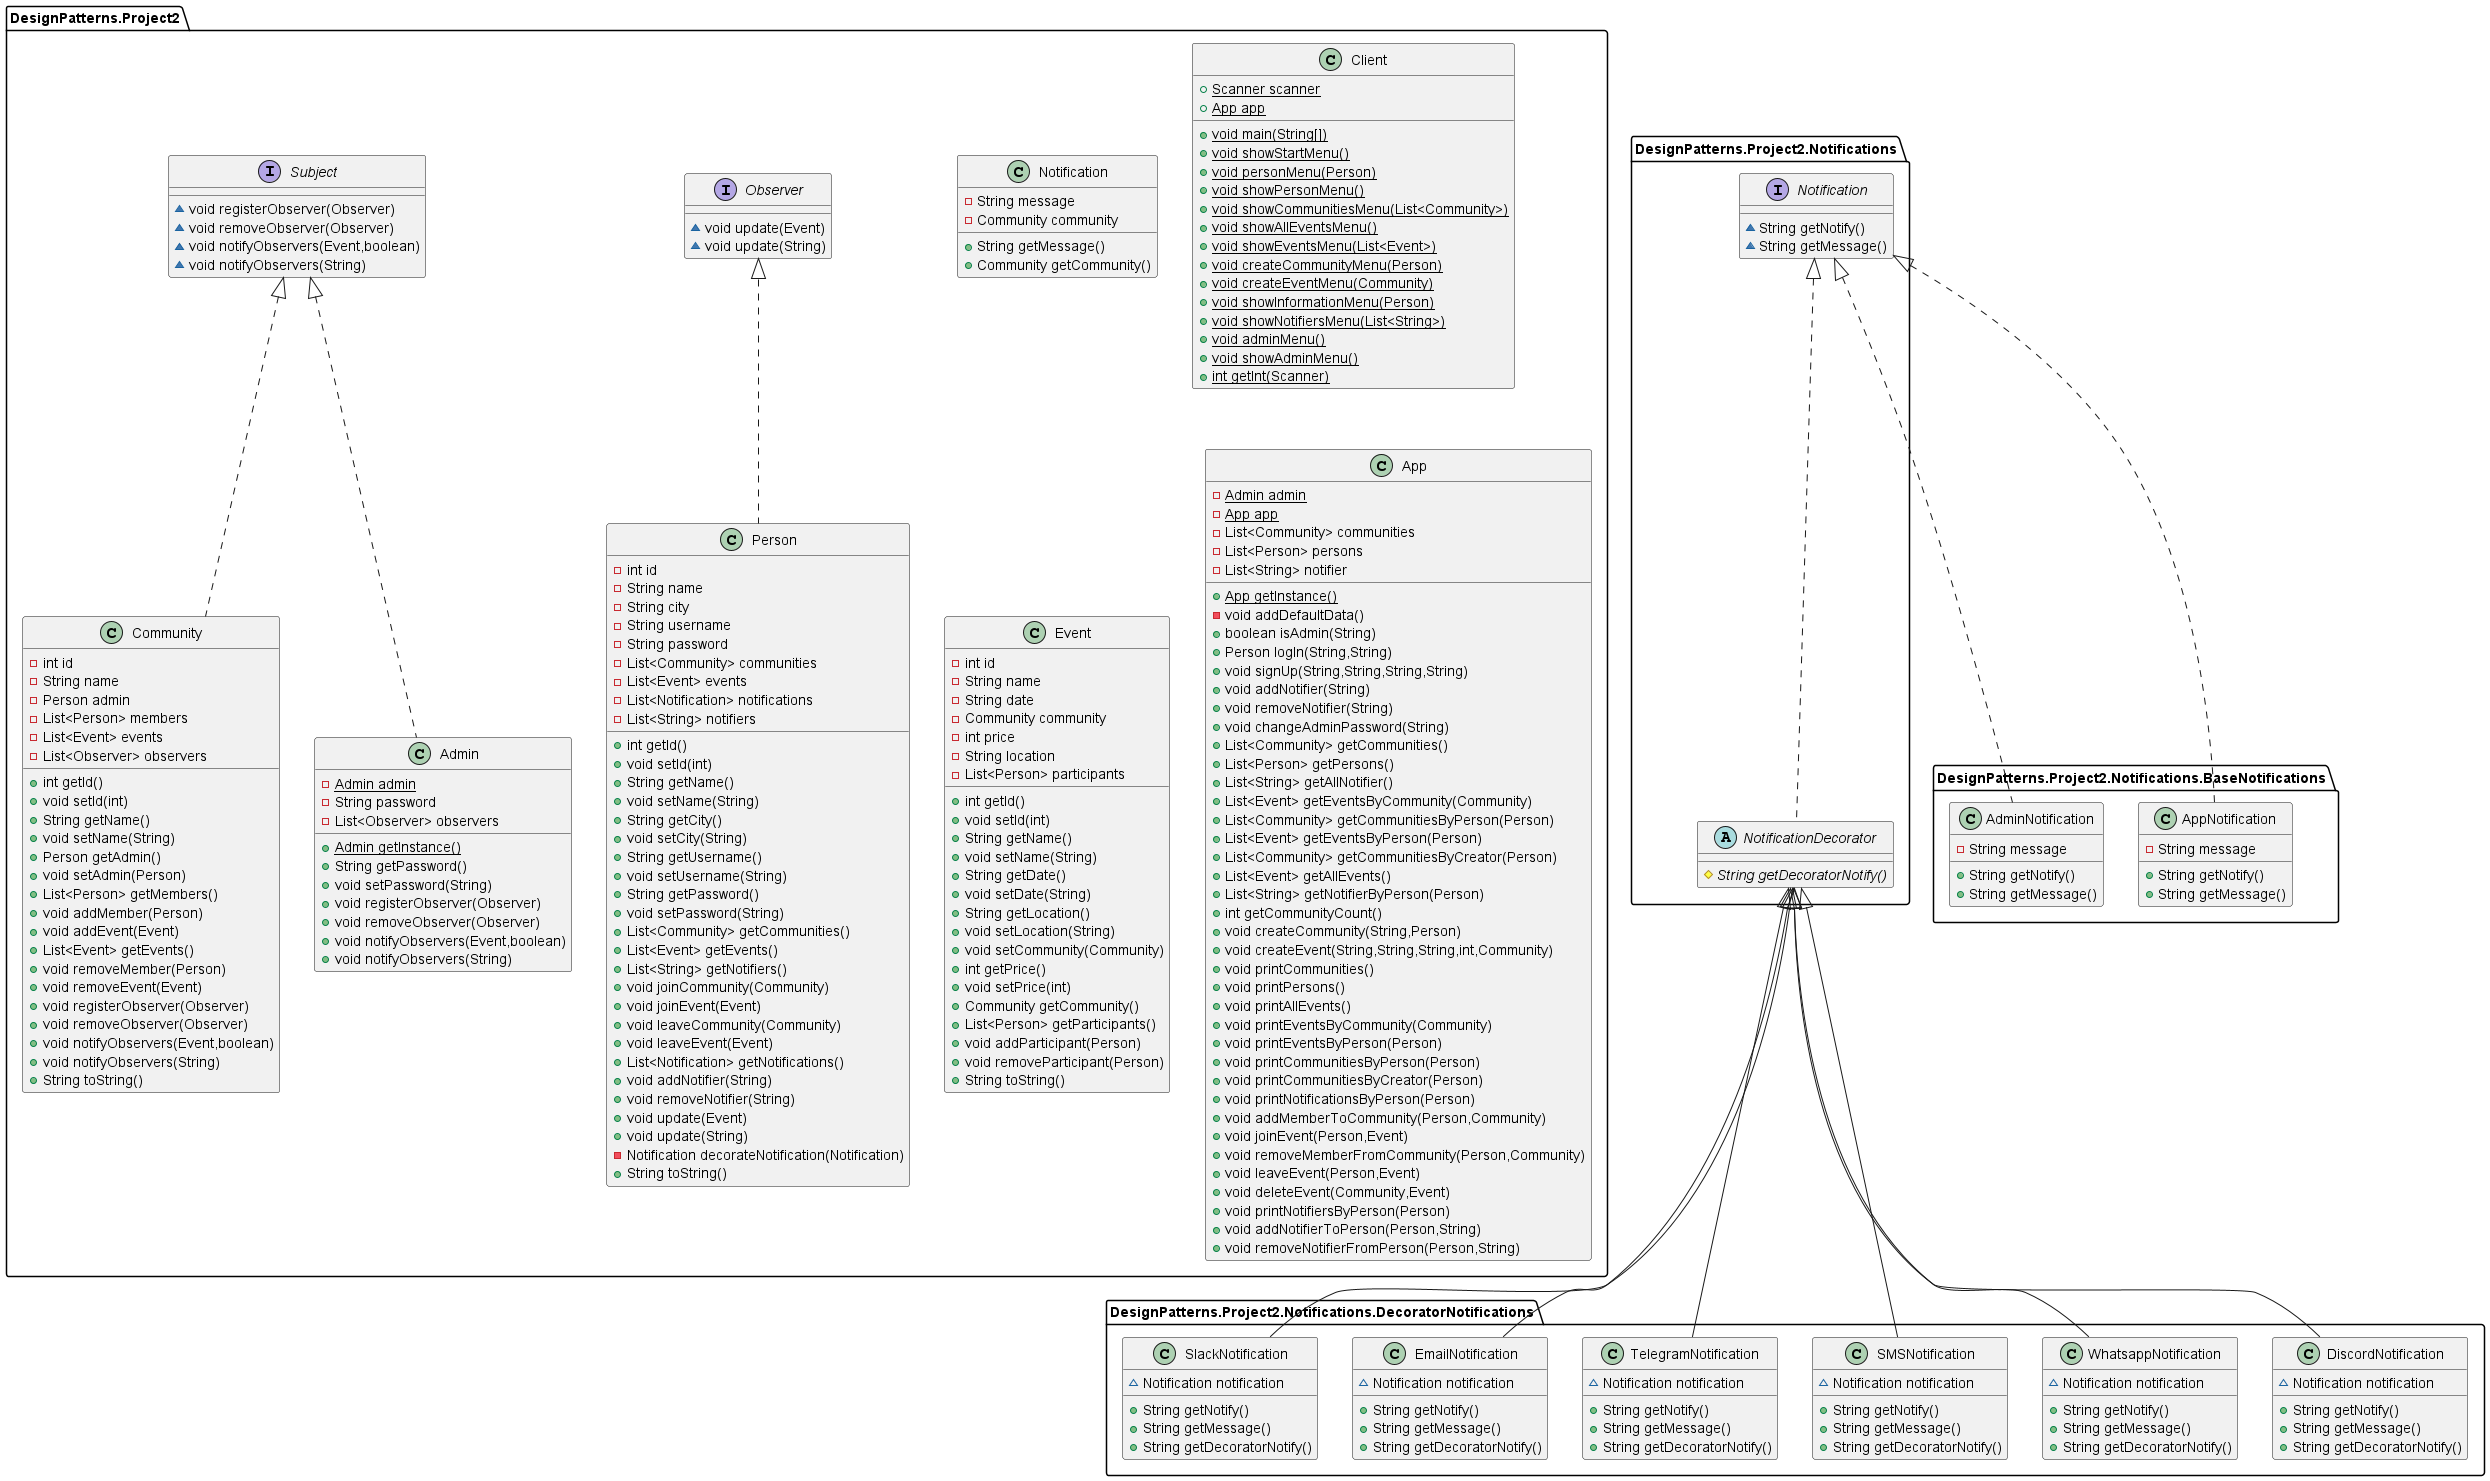 DesignPatterns.Project2
C Client
Scanner scanner
App app
void main(String[])
void showStartMenu()
void personMenu(Person)
void showPersonMenu()
void showCommunitiesMenu(List<Community>)
void showAllEventsMenu()
void showEventsMenu(List<Event>)
void createCommunityMenu(Person)
void createEventMenu(Community)
void showInformationMenu(Person)
void showNotifiersMenu(List<String>)
void adminMenu()
void showAdminMenu()
int getInt(Scanner)
I Subject
void registerObserver(Observer)
void removeObserver(Observer)
void notifyObservers(Event,boolean)
void notifyObservers(String)
I Observer
void update(Event)
void update(String)
C Notification
String message
Community community
String getMessage()
Community getCommunity()
DesignPatterns.Project2.Notifications
I Notification
String getNotify()
String getMessage()
C App
Admin admin
App app
List<Community> communities
List<Person> persons
List<String> notifier
App getInstance()
void addDefaultData()
boolean isAdmin(String)
Person logIn(String,String)
void signUp(String,String,String,String)
void addNotifier(String)
void removeNotifier(String)
void changeAdminPassword(String)
List<Community> getCommunities()
List<Person> getPersons()
List<String> getAllNotifier()
List<Event> getEventsByCommunity(Community)
List<Community> getCommunitiesByPerson(Person)
List<Event> getEventsByPerson(Person)
List<Community> getCommunitiesByCreator(Person)
List<Event> getAllEvents()
List<String> getNotifierByPerson(Person)
int getCommunityCount()
void createCommunity(String,Person)
void createEvent(String,String,String,int,Community)
void printCommunities()
void printPersons()
void printAllEvents()
void printEventsByCommunity(Community)
void printEventsByPerson(Person)
void printCommunitiesByPerson(Person)
void printCommunitiesByCreator(Person)
void printNotificationsByPerson(Person)
void addMemberToCommunity(Person,Community)
void joinEvent(Person,Event)
void removeMemberFromCommunity(Person,Community)
void leaveEvent(Person,Event)
void deleteEvent(Community,Event)
void printNotifiersByPerson(Person)
void addNotifierToPerson(Person,String)
void removeNotifierFromPerson(Person,String)
C Person
int id
String name
String city
String username
String password
List<Community> communities
List<Event> events
List<Notification> notifications
List<String> notifiers
int getId()
void setId(int)
String getName()
void setName(String)
String getCity()
void setCity(String)
String getUsername()
void setUsername(String)
String getPassword()
void setPassword(String)
List<Community> getCommunities()
List<Event> getEvents()
List<String> getNotifiers()
void joinCommunity(Community)
void joinEvent(Event)
void leaveCommunity(Community)
void leaveEvent(Event)
List<Notification> getNotifications()
void addNotifier(String)
void removeNotifier(String)
void update(Event)
void update(String)
Notification decorateNotification(Notification)
String toString()
C Community
int id
String name
Person admin
List<Person> members
List<Event> events
List<Observer> observers
int getId()
void setId(int)
String getName()
void setName(String)
Person getAdmin()
void setAdmin(Person)
List<Person> getMembers()
void addMember(Person)
void addEvent(Event)
List<Event> getEvents()
void removeMember(Person)
void removeEvent(Event)
void registerObserver(Observer)
void removeObserver(Observer)
void notifyObservers(Event,boolean)
void notifyObservers(String)
String toString()
C Admin
Admin admin
String password
List<Observer> observers
Admin getInstance()
String getPassword()
void setPassword(String)
void registerObserver(Observer)
void removeObserver(Observer)
void notifyObservers(Event,boolean)
void notifyObservers(String)
C Event
int id
String name
String date
Community community
int price
String location
List<Person> participants
int getId()
void setId(int)
String getName()
void setName(String)
String getDate()
void setDate(String)
String getLocation()
void setLocation(String)
void setCommunity(Community)
int getPrice()
void setPrice(int)
Community getCommunity()
List<Person> getParticipants()
void addParticipant(Person)
void removeParticipant(Person)
String toString()
A NotificationDecorator
String getDecoratorNotify()
DesignPatterns.Project2.Notifications.BaseNotifications
C AdminNotification
String message
String getNotify()
String getMessage()
C AppNotification
String message
String getNotify()
String getMessage()
DesignPatterns.Project2.Notifications.DecoratorNotifications
C SlackNotification
Notification notification
String getNotify()
String getMessage()
String getDecoratorNotify()
C EmailNotification
Notification notification
String getNotify()
String getMessage()
String getDecoratorNotify()
C TelegramNotification
Notification notification
String getNotify()
String getMessage()
String getDecoratorNotify()
C SMSNotification
Notification notification
String getNotify()
String getMessage()
String getDecoratorNotify()
C WhatsappNotification
Notification notification
String getNotify()
String getMessage()
String getDecoratorNotify()
C DiscordNotification
Notification notification
String getNotify()
String getMessage()
String getDecoratorNotify()